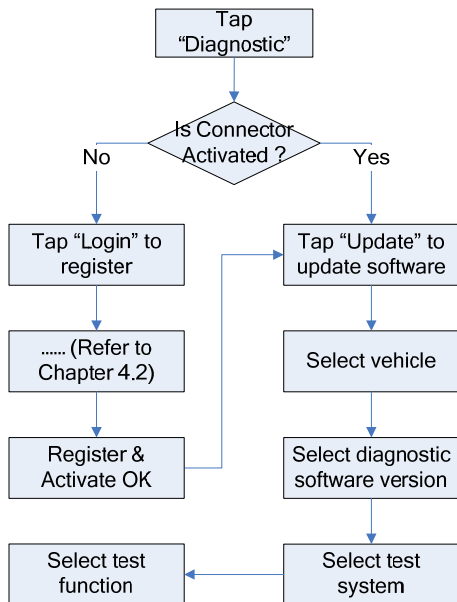 Tap
“Diagnostic”
Is Connector
Activated ?
No
Yes
Tap “Login” to
register
Tap “Update” to
update software
...... (Refer to
Chapter 4.2)
Select vehicle
Register &
Activate OK
Select diagnostic
software version
Select test
function
Select test
system